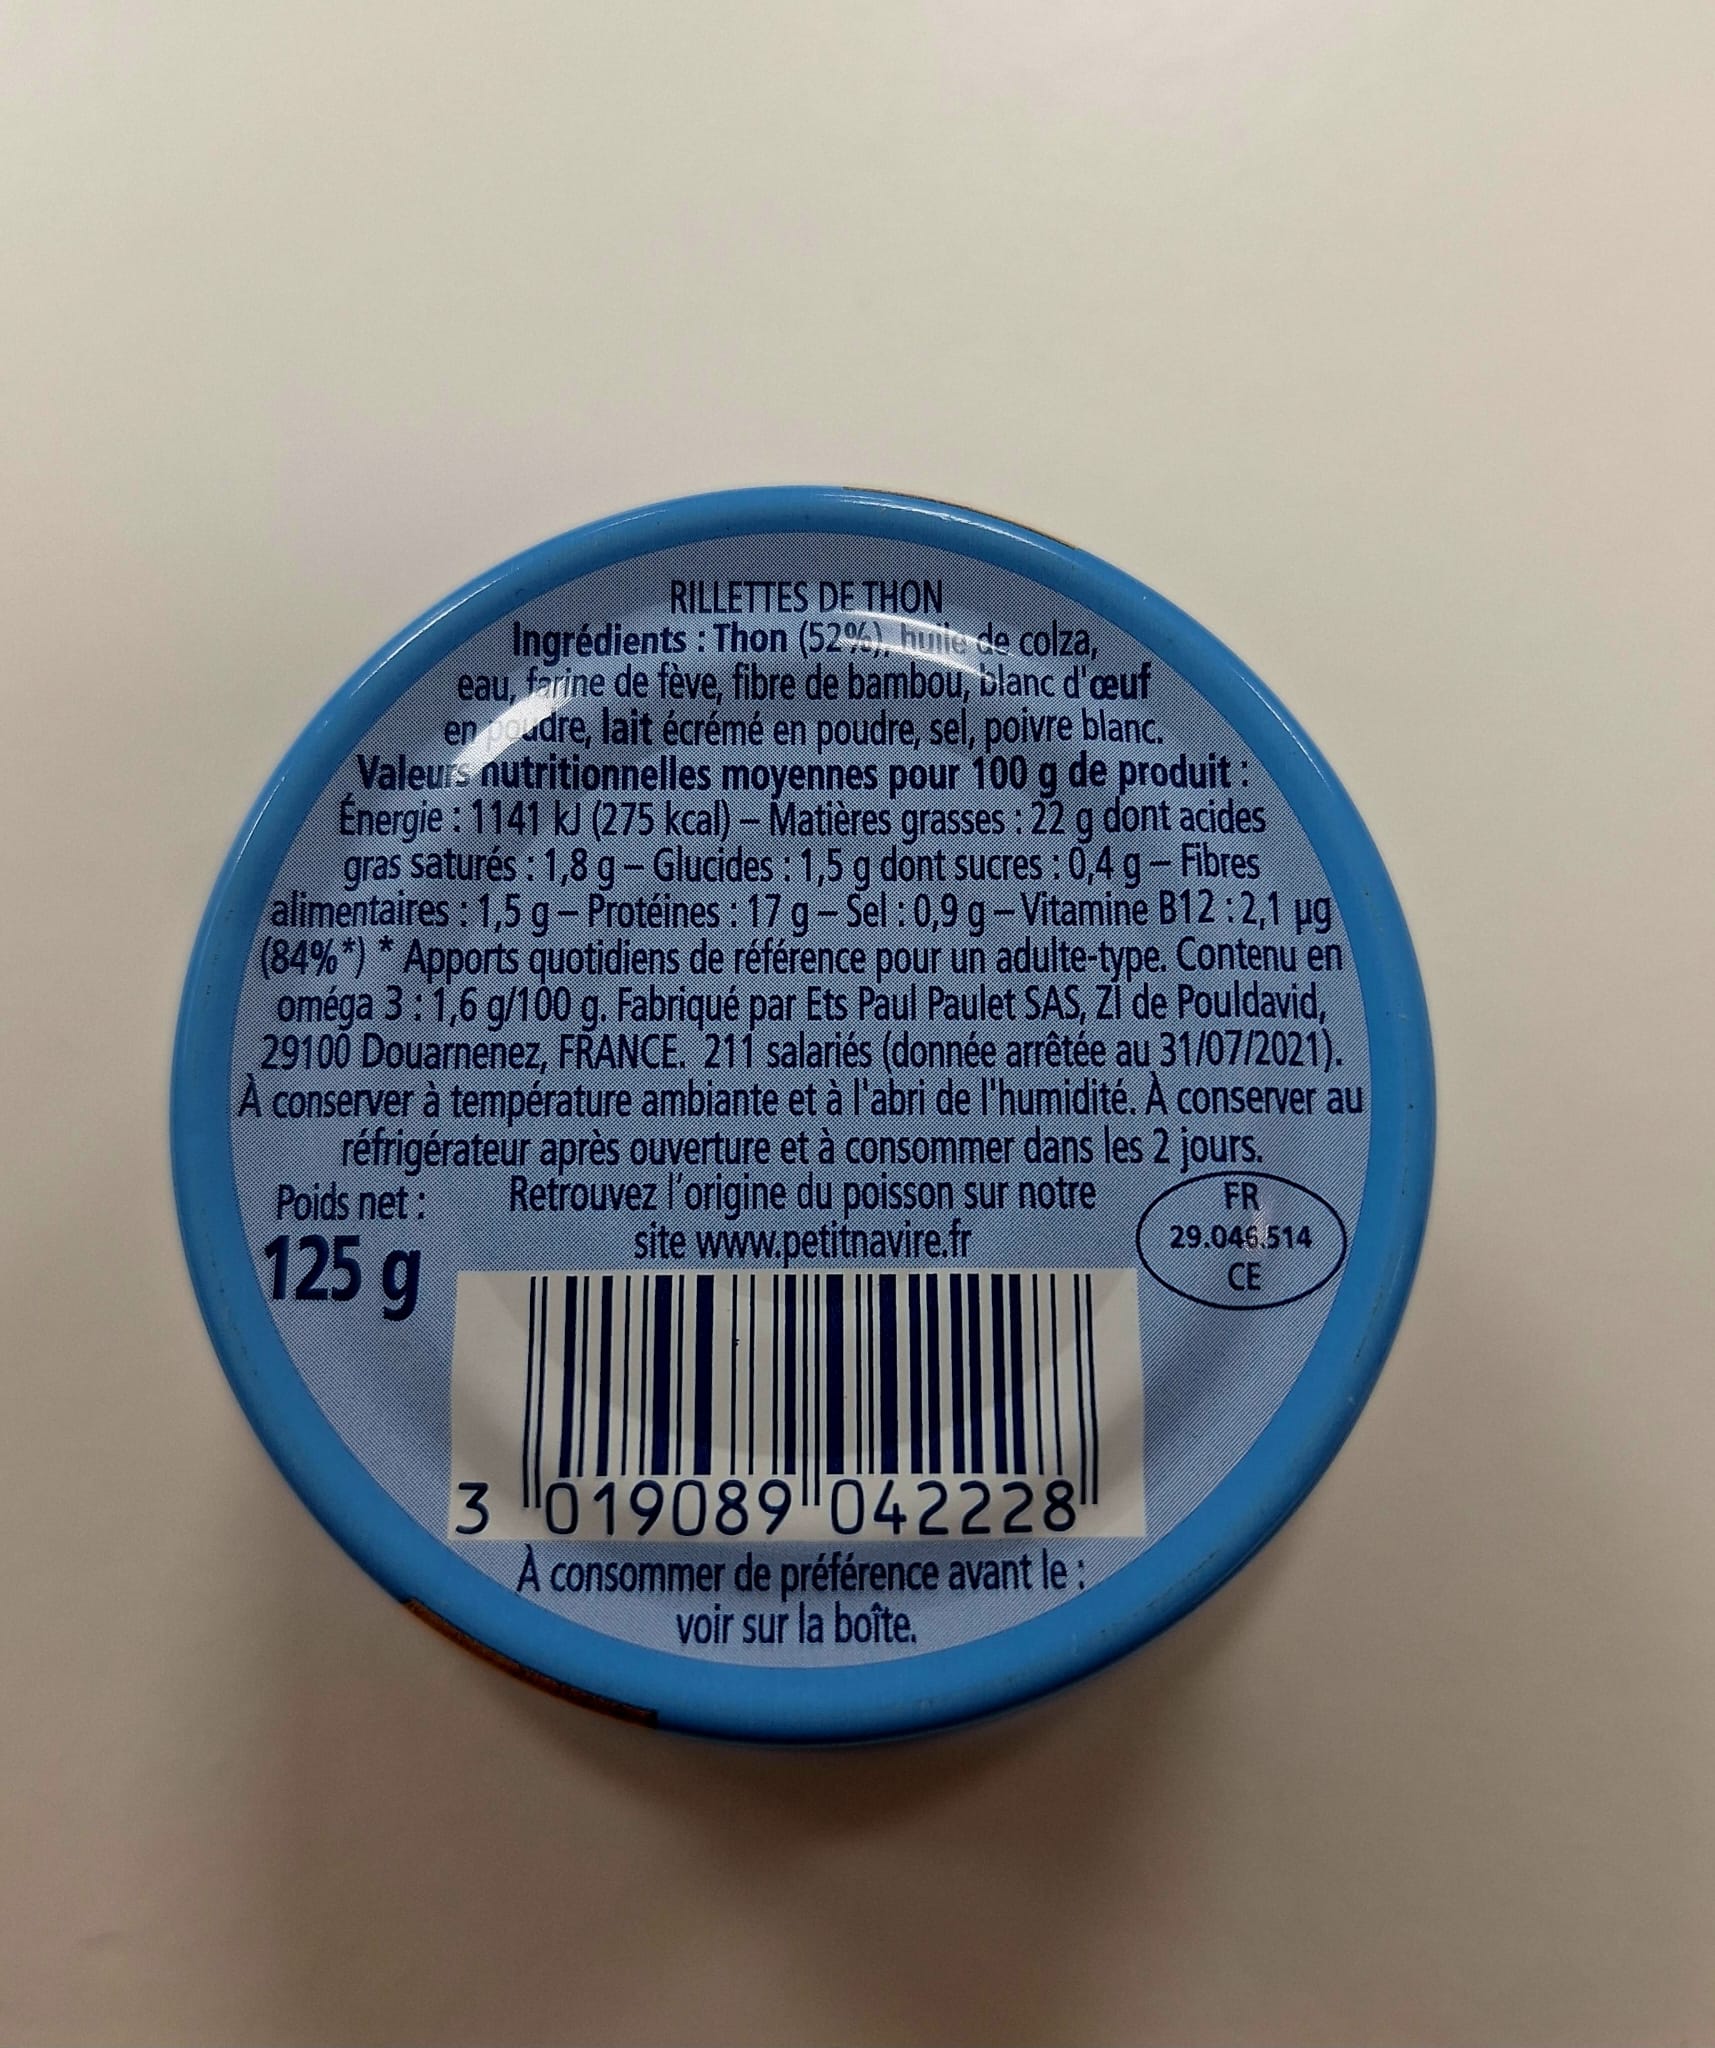 RILLETTES DE THON
Ingrédients : Thon (52%), huile de colza,
eau, farine de fève, fibre de bambou, blanc d'œuf
en poudre, lait écrémé en poudre, sel, poivre blanc.
Valeurs nutritionnelles moyennes pour 100 g de produit :
Énergie : 1141 kJ (275 kcal) – Matières grasses : 22 g dont acides
gras saturés : 1,8 g – Glucides : 1,5 g dont sucres : 0,4 g – Fibres
alimentaires : 1,5 g – Protéines : 17 g – Sel : 0,9 g – Vitamine B12 : 2,1 µg
(84%*) * Apports quotidiens de référence pour un adulte-type. Contenu en
oméga 3 : 1,6 g/100 g. Fabriqué par Ets Paul Paulet SAS, ZI de Pouldavid,
29100 Douarnenez, FRANCE. 211 salariés (donnée arrêtée au 31/07/2021).
À conserver à température ambiante et à l'abri de l'humidité. À conserver au
réfrigérateur après ouverture et à consommer dans les 2 jours.
Poids net :
125 g
Retrouvez l'origine du poisson sur notre
site www.petitnavire.fr
FR
29.046.514
CE
3 019089 042228
À consommer de préférence avant le :
voir sur la boîte.